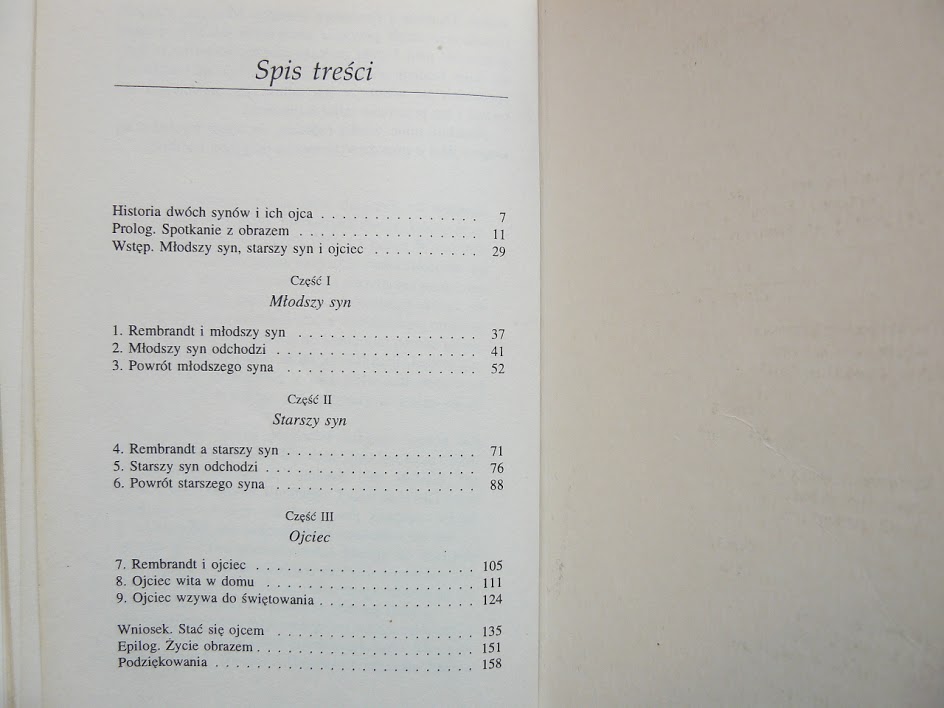 Spis treści
Historia dwóch synów i ich ojca . . . . . . . . . . . . . . . 7
Prolog. Spotkanie z obrazem . . . . . . . . . . . . . . . . . 11
Wstęp. Młodszy syn, starszy syn i ojciec . . . . . . . . . . 29
Część I
Młodszy syn
1. Rembrandt i młodszy syn . . . . . . . . . . . . . . . . . 37
2. Młodszy syn odchodzi . . . . . . . . . . . . . . . . . . . 41
3. Powrót młodszego syna . . . . . . . . . . . . . . . . . . 52
Część II
Starszy syn
4. Rembrandt a starszy syn . . . . . . . . . . . . . . . . . . 71
5. Starszy syn odchodzi . . . . . . . . . . . . . . . . . . . . 76
6. Powrót starszego syna . . . . . . . . . . . . . . . . . . . 88
Część III
Ojciec
7. Rembrandt i ojciec . . . . . . . . . . . . . . . . . . . . 105
8. Ojciec wita w domu . . . . . . . . . . . . . . . . . . . 111
9. Ojciec wzywa do świętowania . . . . . . . . . . . . . . 124
Wniosek. Stać się ojcem . . . . . . . . . . . . . . . . . . 135
Epilog. Życie obrazem . . . . . . . . . . . . . . . . . . . . 151
Podziękowania . . . . . . . . . . . . . . . . . . . . . . . . 158